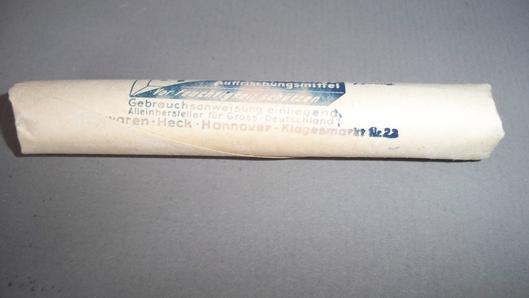 Auffrischungsmittel
Vor Feuchtigkeit schützen
Gebrauchsanweisung einliegend
Alleinhersteller für Gross-Deutschland:
waren-Heck · Hannover · Klagesmarkt Nr. 23